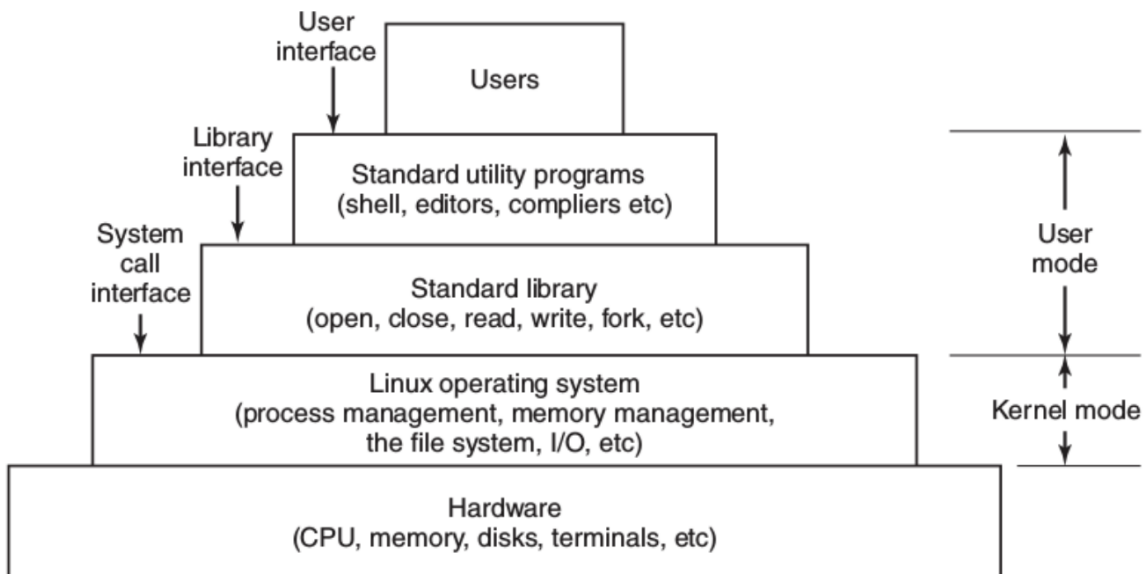 User
interface
Users
Library
interface
Standard utility programs
(shell, editors, compliers etc)
System
call
interface
User
mode
Standard library
(open, close, read, write, fork, etc)
Linux operating system
(process management, memory management,
the file system, I/O, etc)
Kernel mode
Hardware
(CPU, memory, disks, terminals, etc)